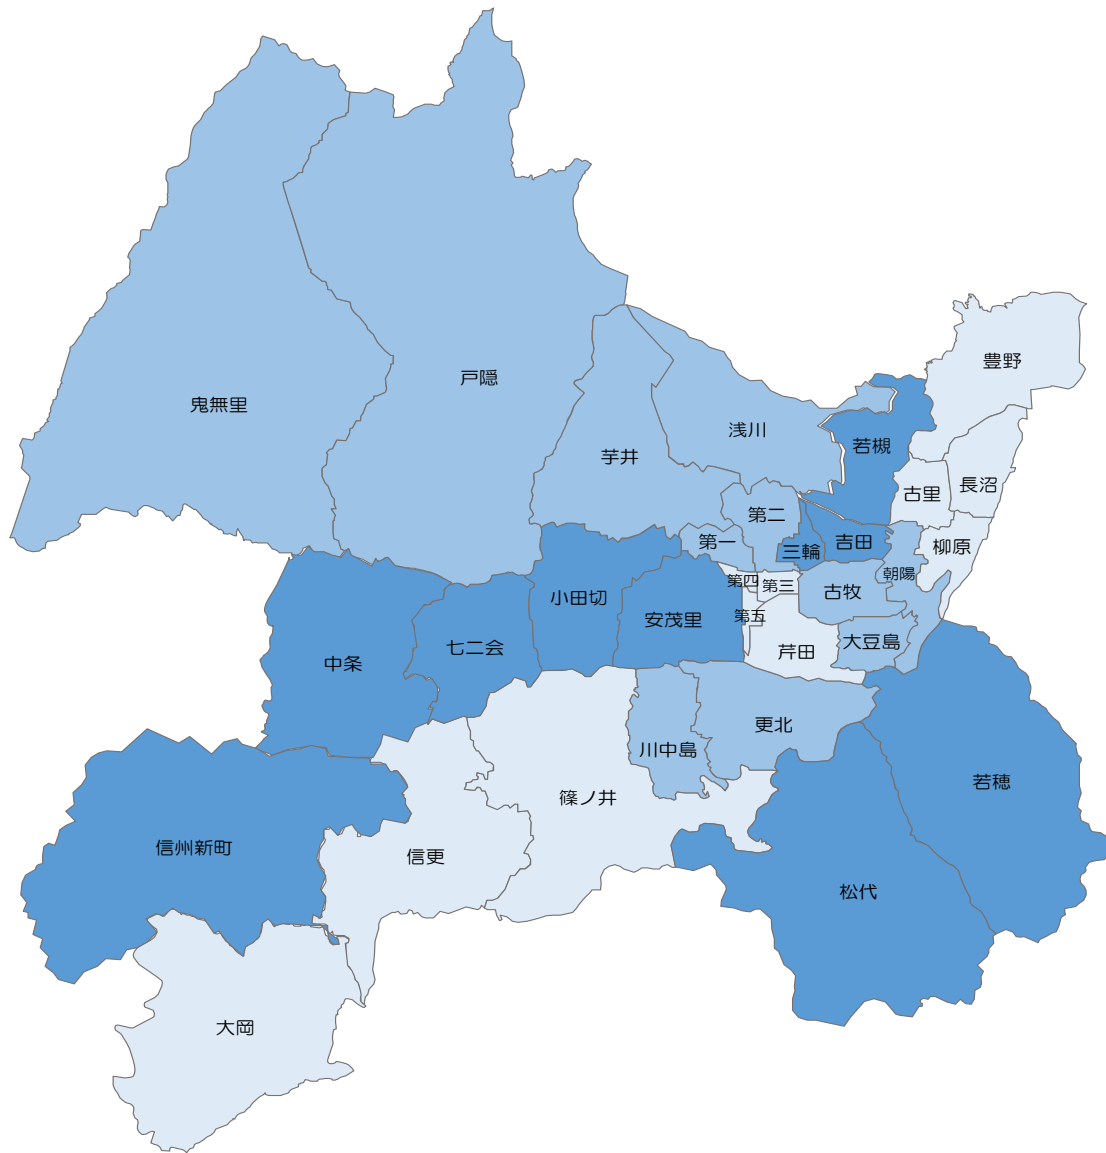 豊野
戸隠
鬼無里
浅川
若槻
芋井
長沼
古里
第二
第一
三輪
吉田
柳原
朝陽
第四
第三
古牧
小田切
第五
安茂里
大豆島
七二会
芹田
中条
更北
川中島
若穂
篠ノ井
信州新町
信更
松代
大岡